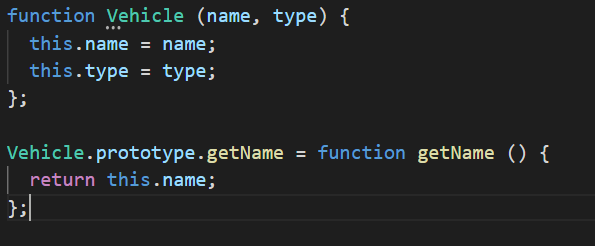 function Vehicle (name, type) {
  this.name = name;
  this.type = type;
};

Vehicle.prototype.getName = function getName () {
  return this.name;
};